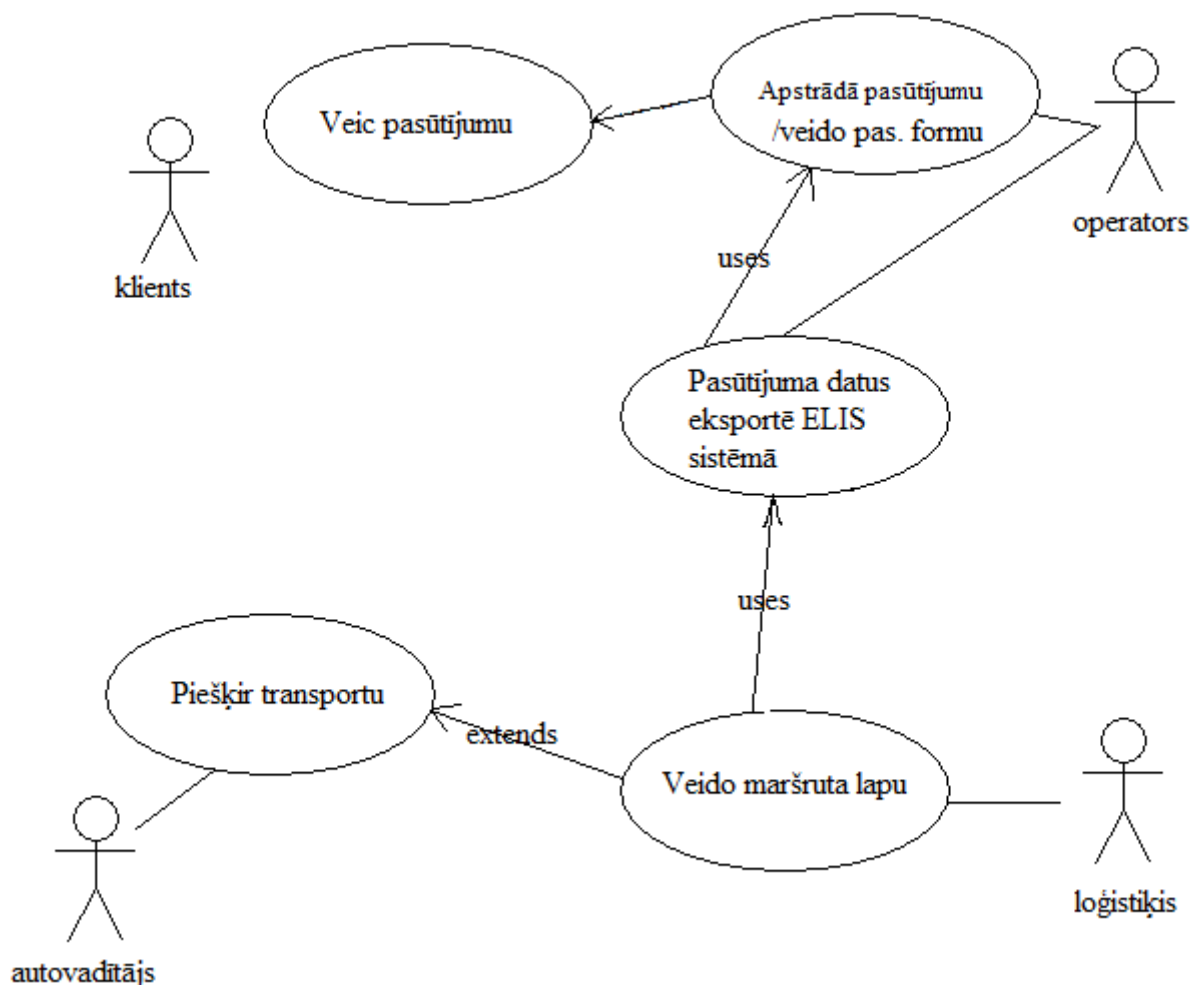 Veic pasūtījumu
Apstrādā pasūtījumu
/veido pas. formu
operators
klients
uses
Pasūtījuma datus
eksportē ELIS
sistēmā
uses
Piešķir transportu
extends
Veido maršruta lapu
loģistiķis
autovadītājs